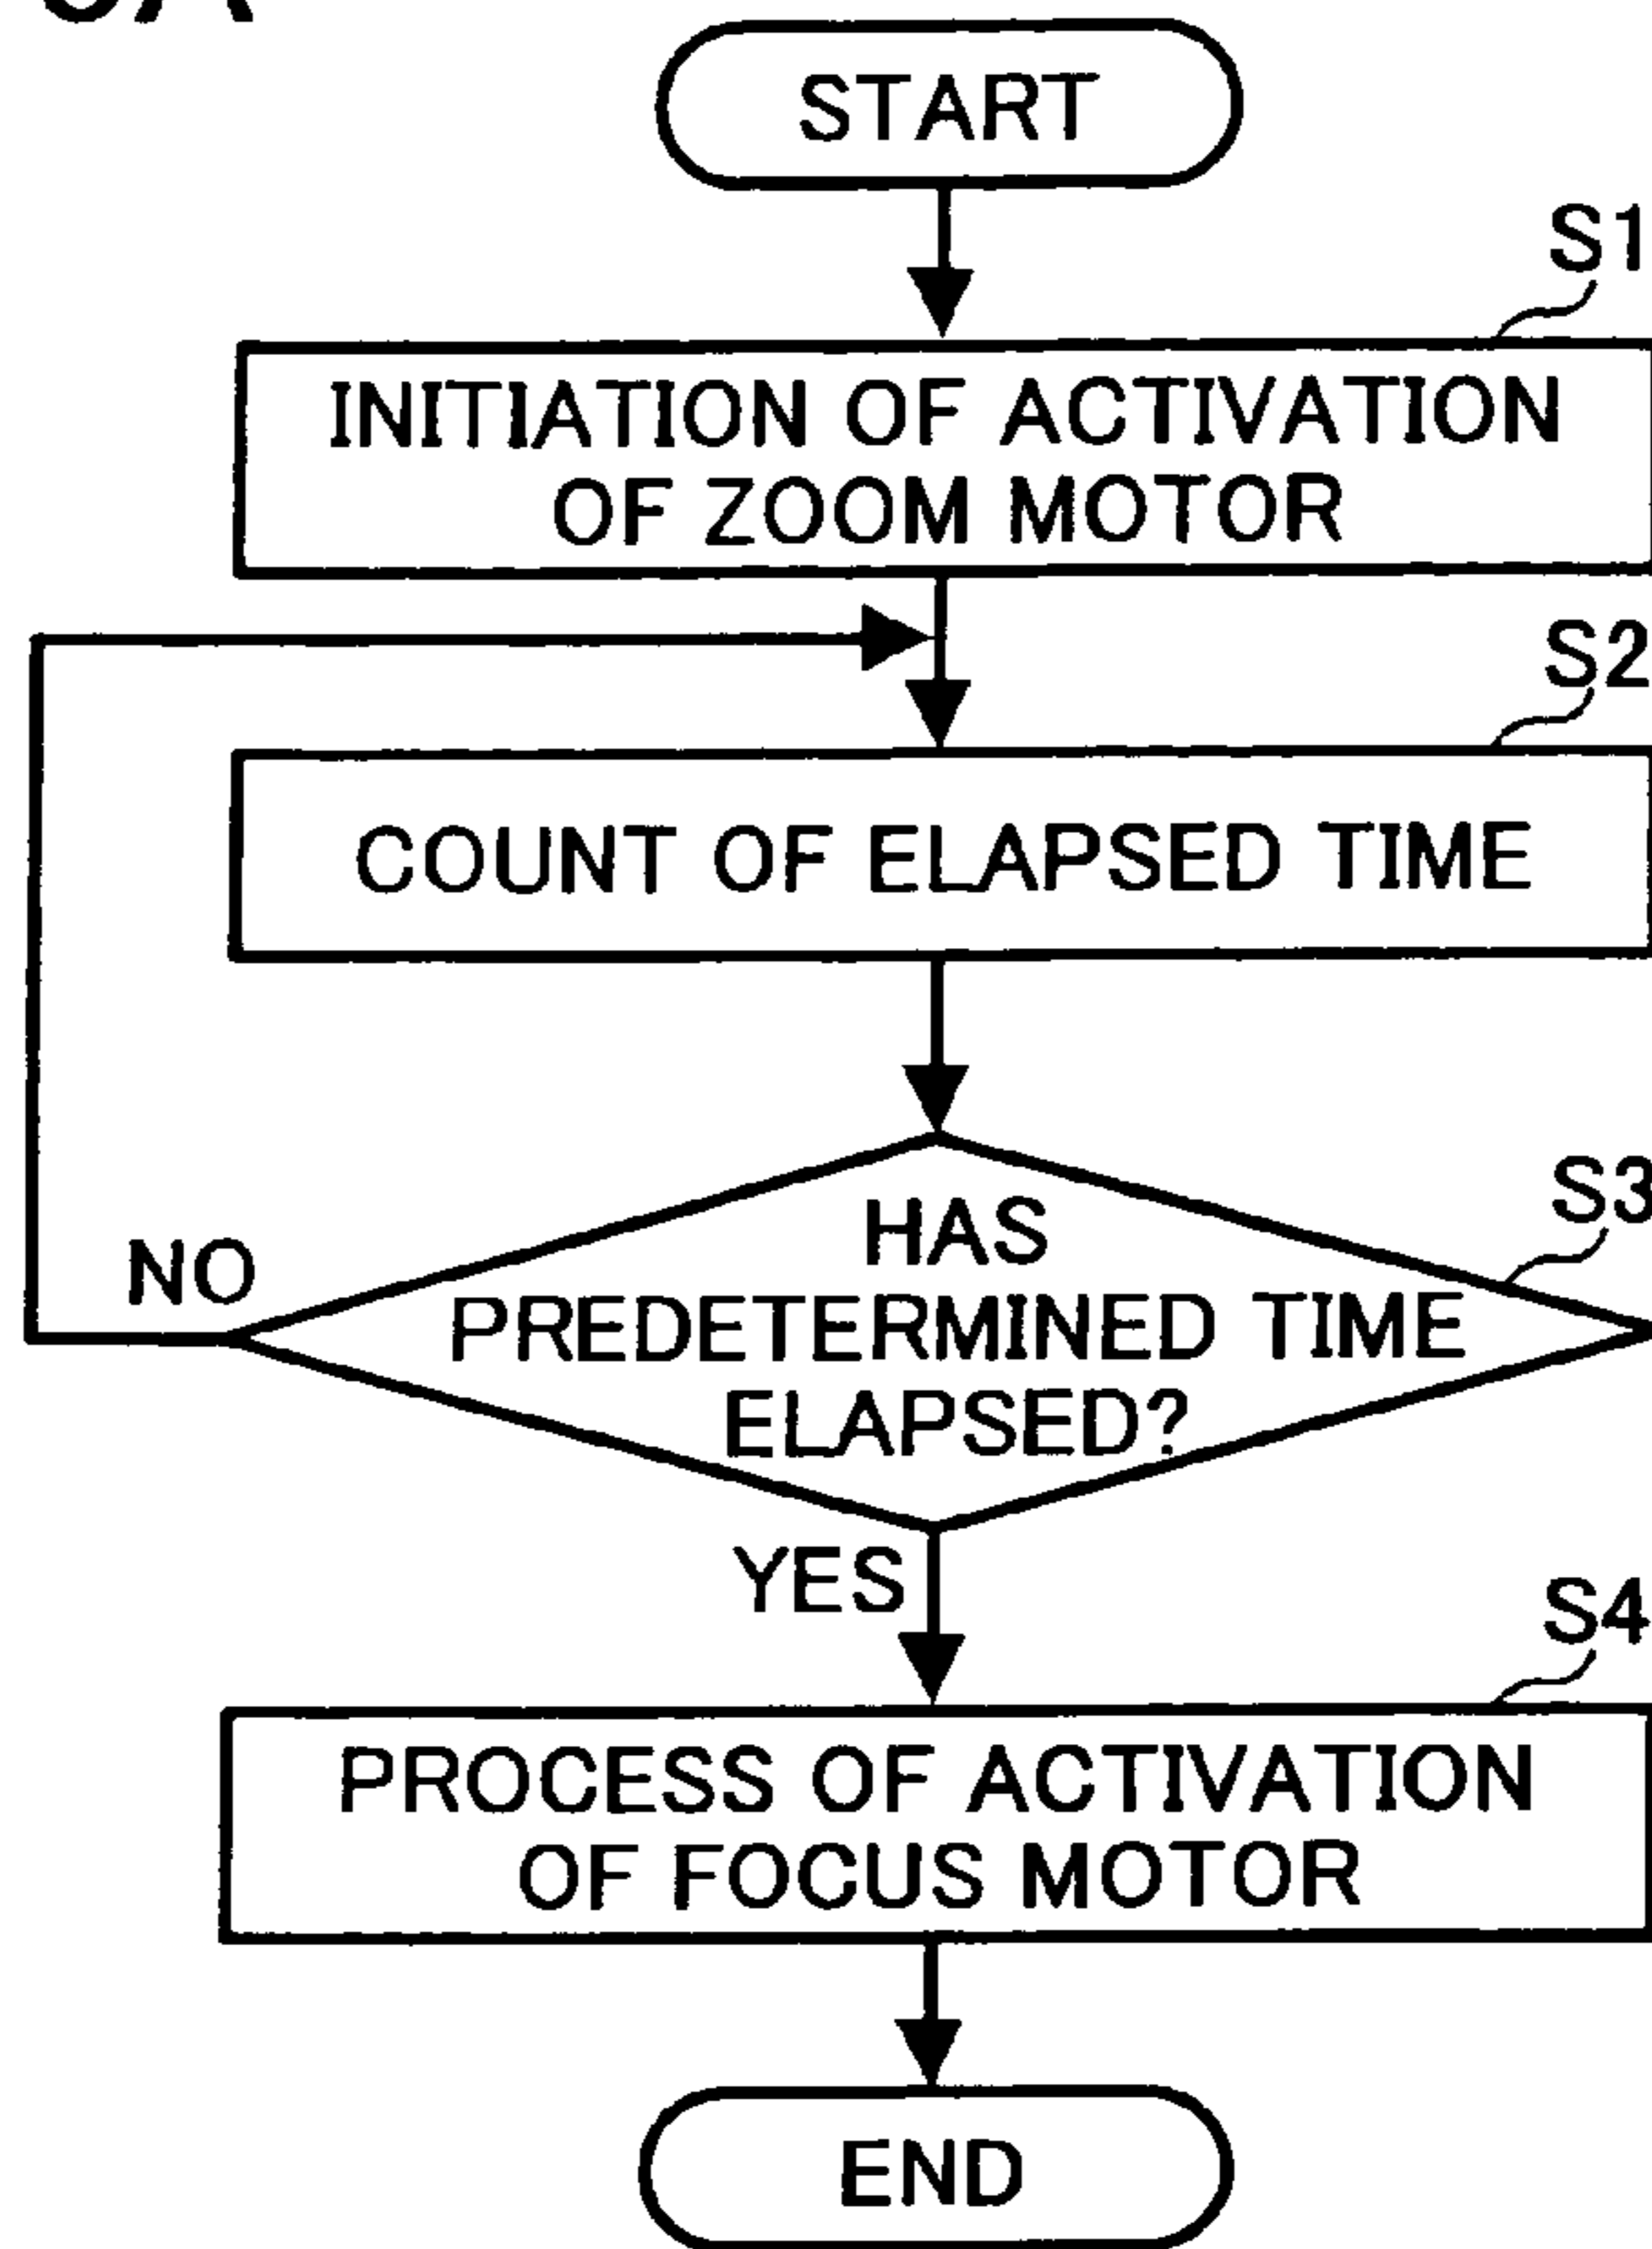 START
S1
INITIATION OF ACTIVATION
OF ZOOM MOTOR
S2
COUNT OF ELAPSED TIME
S3
HAS
PREDETERMINED TIME
ELAPSED?
NO
YES
S4
PROCESS OF ACTIVATION
OF FOCUS MOTOR
END